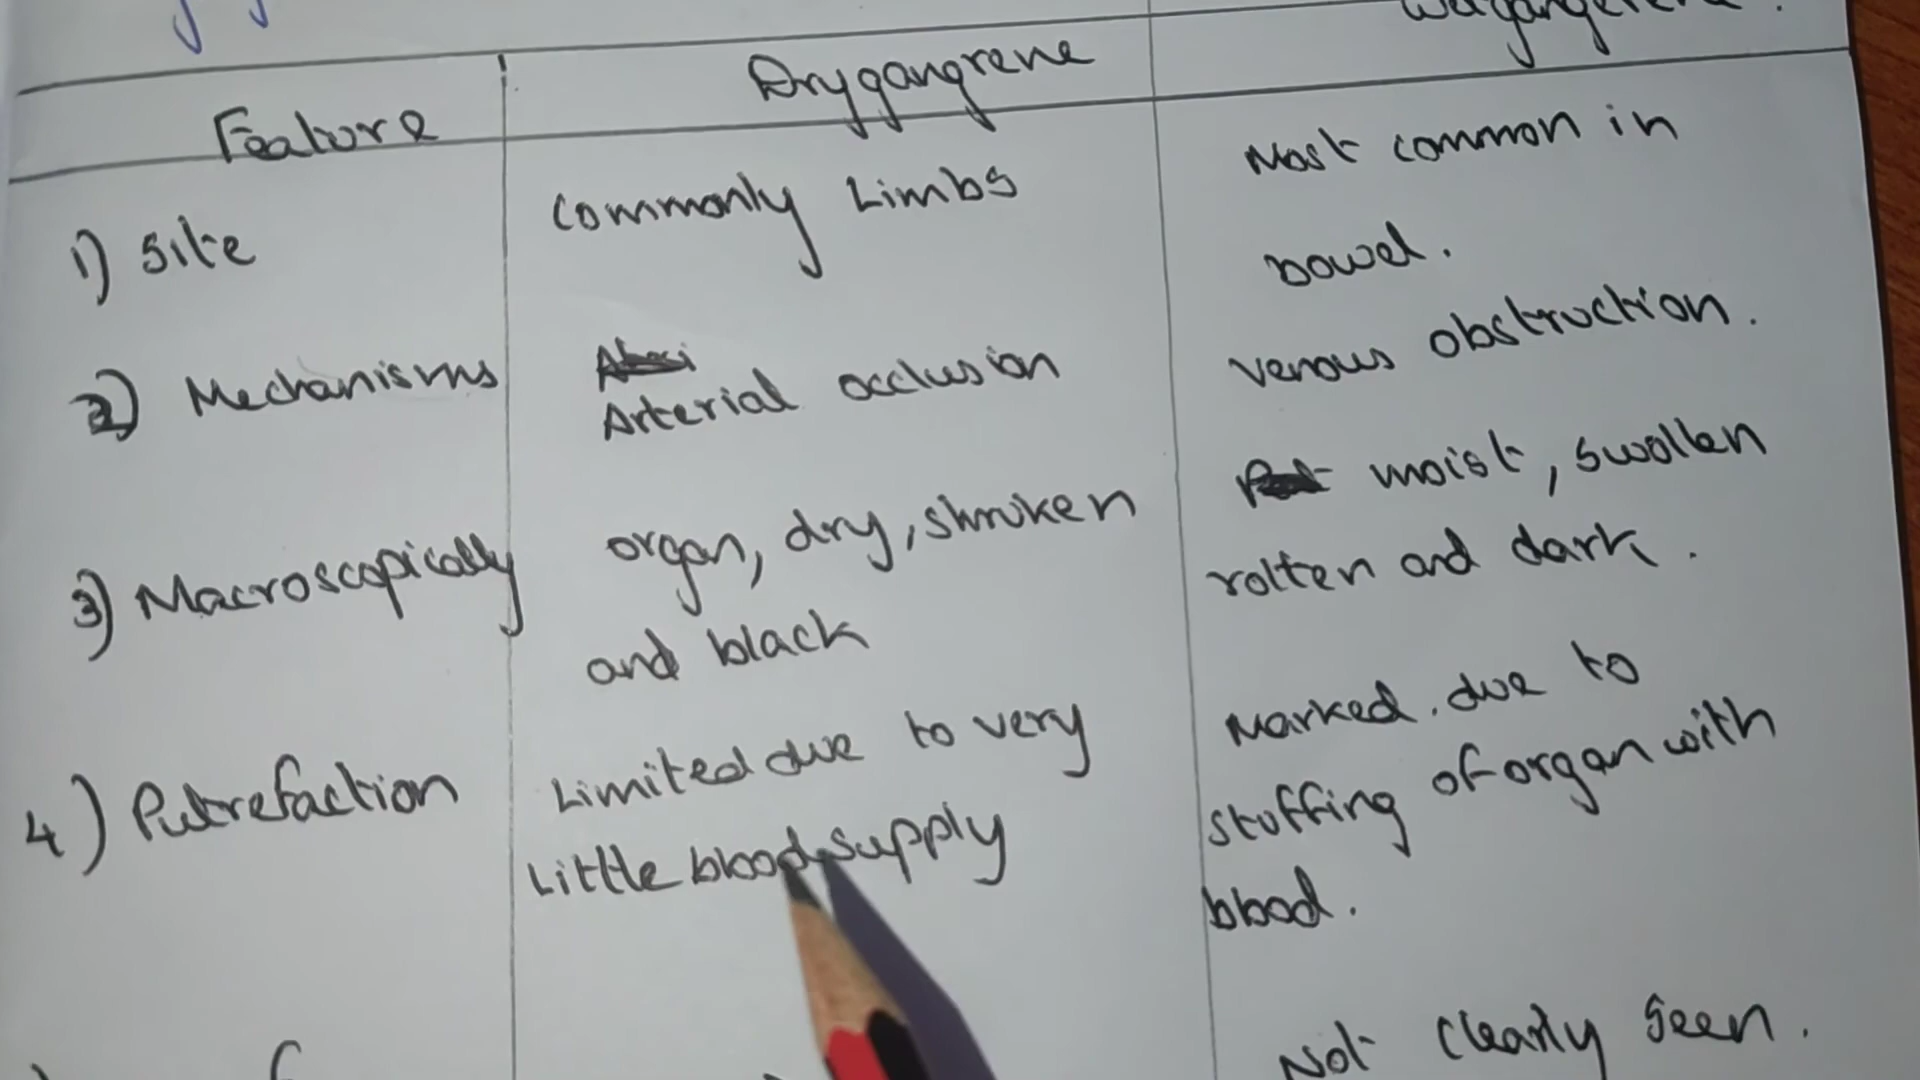 Wetgangerene.
Feature
Drygangrene
1) Site
Commonly Limbs
Most common in
bowel.
2) Mechanisms
Arterial occlusion
venous obstruction.
3) Macroscopically
organ, dry, shruken
and black
moist, swollen
rotten and dark.
4) Putrefaction
Limited due to very
Little blood supply
Marked. due to
stuffing of organ with
blood.
Not clearly seen.